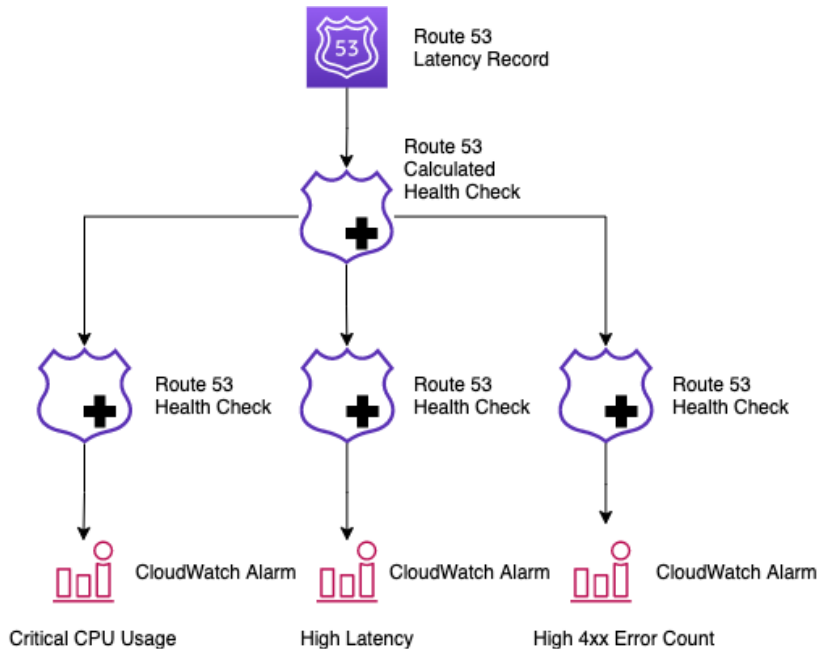 53
Route 53
Latency Record
Route 53
Calculated
Health Check
Route 53
Health Check
Route 53
Health Check
Route 53
Health Check
CloudWatch Alarm
CloudWatch Alarm
CloudWatch Alarm
Critical CPU Usage
High Latency
High 4xx Error Count